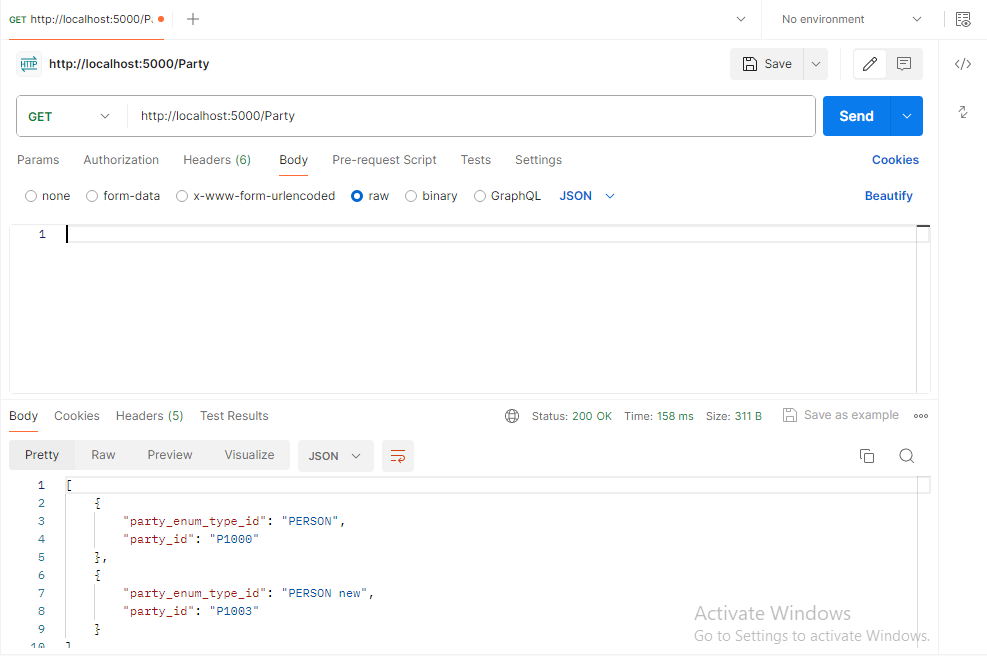 GET http://localhost:5000/P.
No environment
HTTP http://localhost:5000/Party
Save
GET http://localhost:5000/Party
Send
Params Authorization Headers (6) Body Pre-request Script Tests Settings Cookies
none form-data x-www-form-urlencoded raw binary GraphQL JSON Beautify
1
Body Cookies Headers (5) Test Results Status: 200 OK Time: 158 ms Size: 311 B Save as example
Pretty Raw Preview Visualize JSON
1 [
2 {
3 "party_enum_type_id": "PERSON",
4 "party_id": "P1000"
5 },
6 {
7 "party_enum_type_id": "PERSON new",
8 "party_id": "P1003"
9 }
10 ]
Activate Windows
Go to Settings to activate Windows.